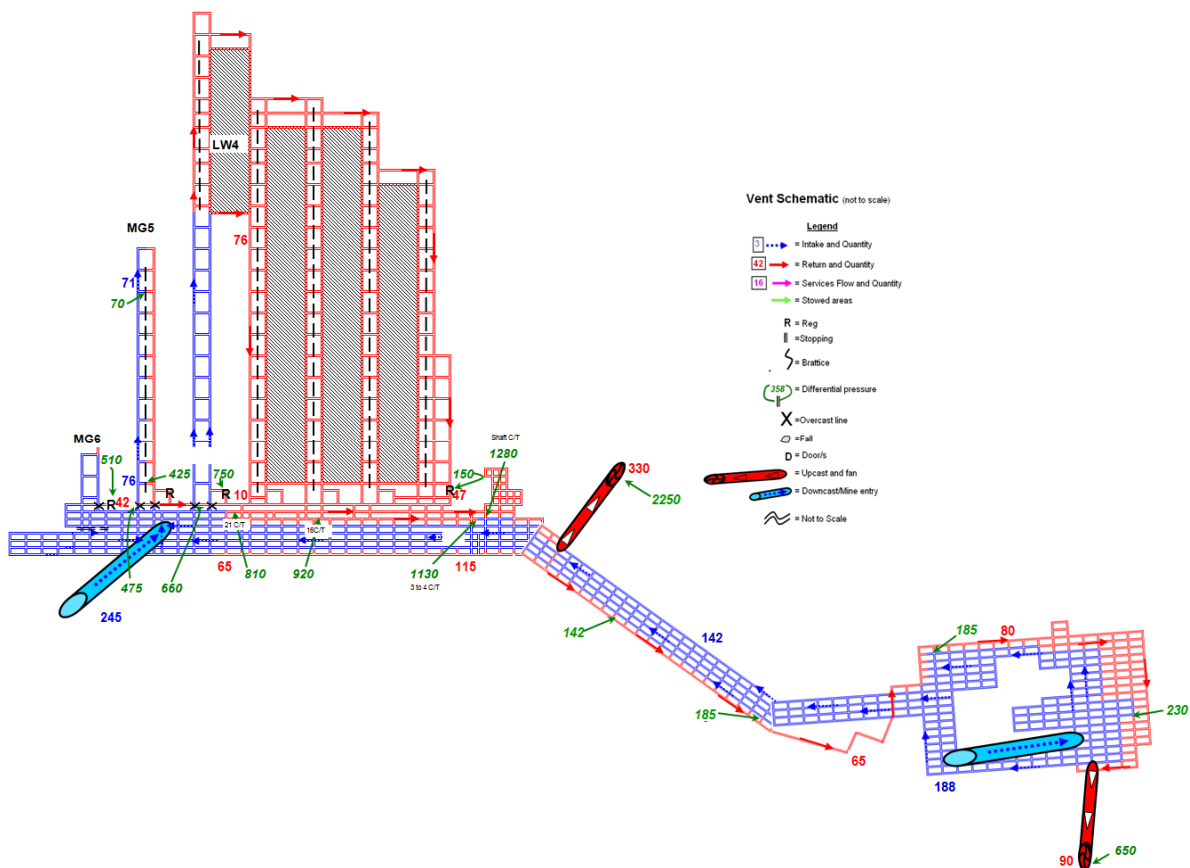 LW4
MG5
76
71
70
MG6
510
76
425
R
750
R
R 42
10
150
R
47
Shaft C/T
1280
330
2250
21 C/T
16C/T
475
660
65
810
920
1130
3 to 4 C/T
115
245
142
142
185
65
185
80
230
188
90
650
Vent Schematic (not to scale)
Legend
3 = Intake and Quantity
42 = Return and Quantity
16 = Services Flow and Quantity
= Stowed areas
R = Reg
=Stopping
= Brattice
358 = Differential pressure
X =Overcast line
=Fall
D = Door/s
= Upcast and fan
= Downcast/Mine entry
= Not to Scale